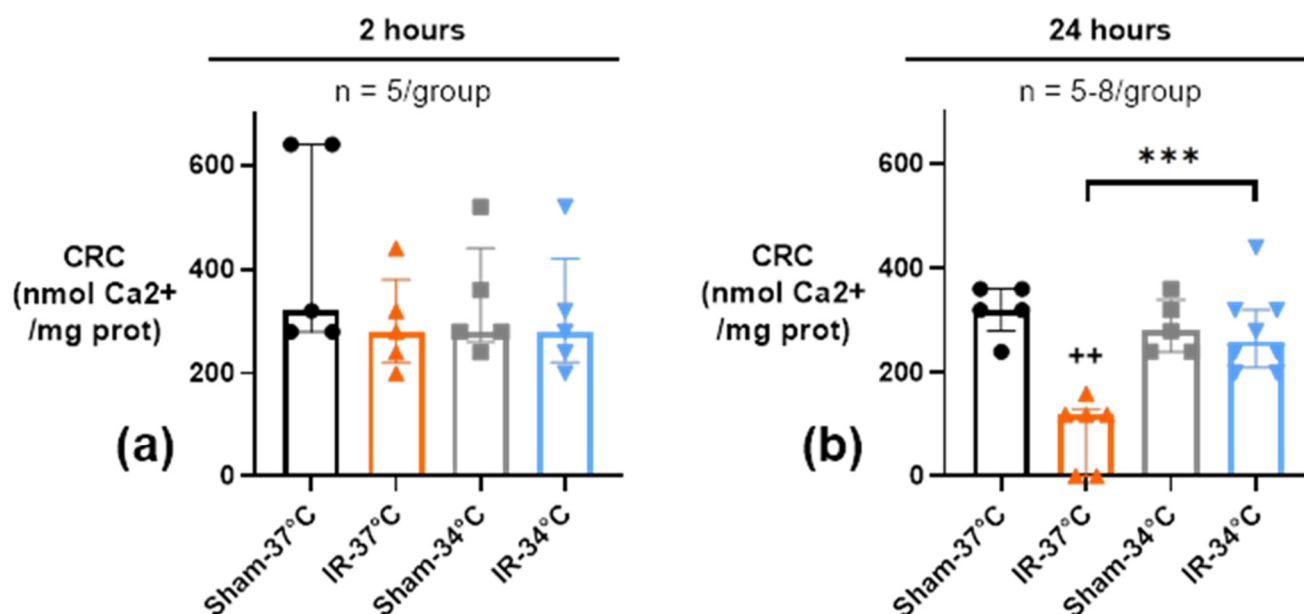 2 hours
n = 5/group
600
400
200
0
CRC
(nmol Ca2+
/mg prot)
(a)
Sham-37°C
IR-37°C
Sham-34°C
IR-34°C
24 hours
n = 5-8/group
***
600
400
200
0
CRC
(nmol Ca2+
/mg prot)
++
(b)
Sham-37°C
IR-37°C
Sham-34°C
IR-34°C